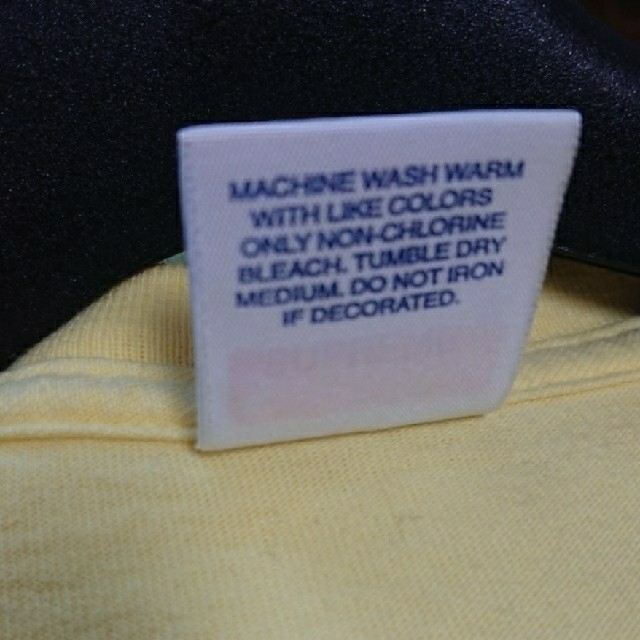 MACHINE WASH WARM
WITH LIKE COLORS
ONLY NON-CHLORINE
BLEACH. TUMBLE DRY
MEDIUM. DO NOT IRON
IF DECORATED.